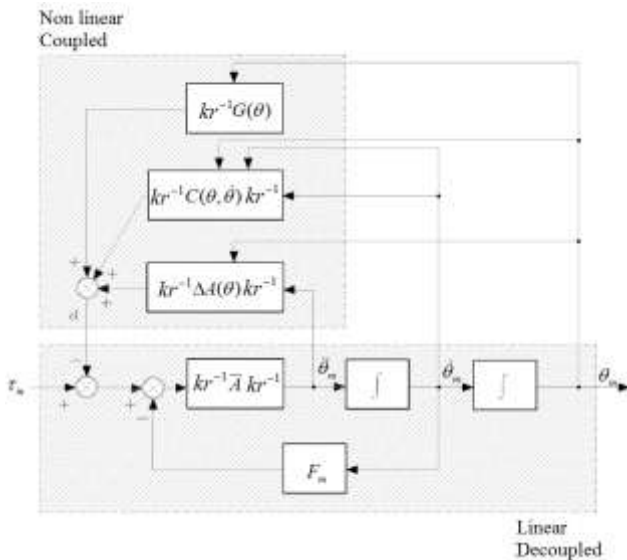 Non linear
Coupled
kr⁻¹G(θ)
kr⁻¹C(θ,θ̇)kr⁻¹
kr⁻¹ΔA(θ)kr⁻¹
+
+
+
d
−
τₘ
+
+
−
kr⁻¹A̅ kr⁻¹
θ̈ₘ
∫
θ̇ₘ
∫
θₘ
Fₘ
Linear
Decoupled